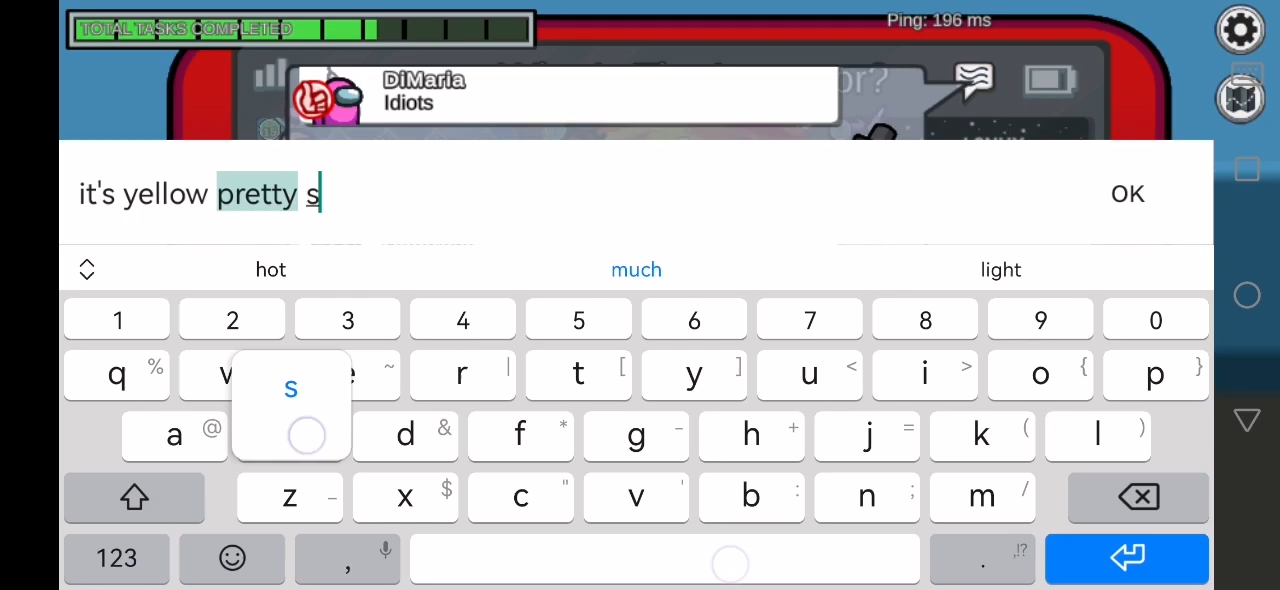 TOTAL TASKS COMPLETED
Ping: 196 ms
or?
DiMaria
Idiots
it's yellow pretty s
OK
hot much light
1 2 3 4 5 6 7 8 9 0
q % e ~ r | t [ y ] u < i > o { p }
s
a @ d & f * g - h + j = k ( l )
z _ x $ c " v ' b : n ; m /
123 , . ,!?